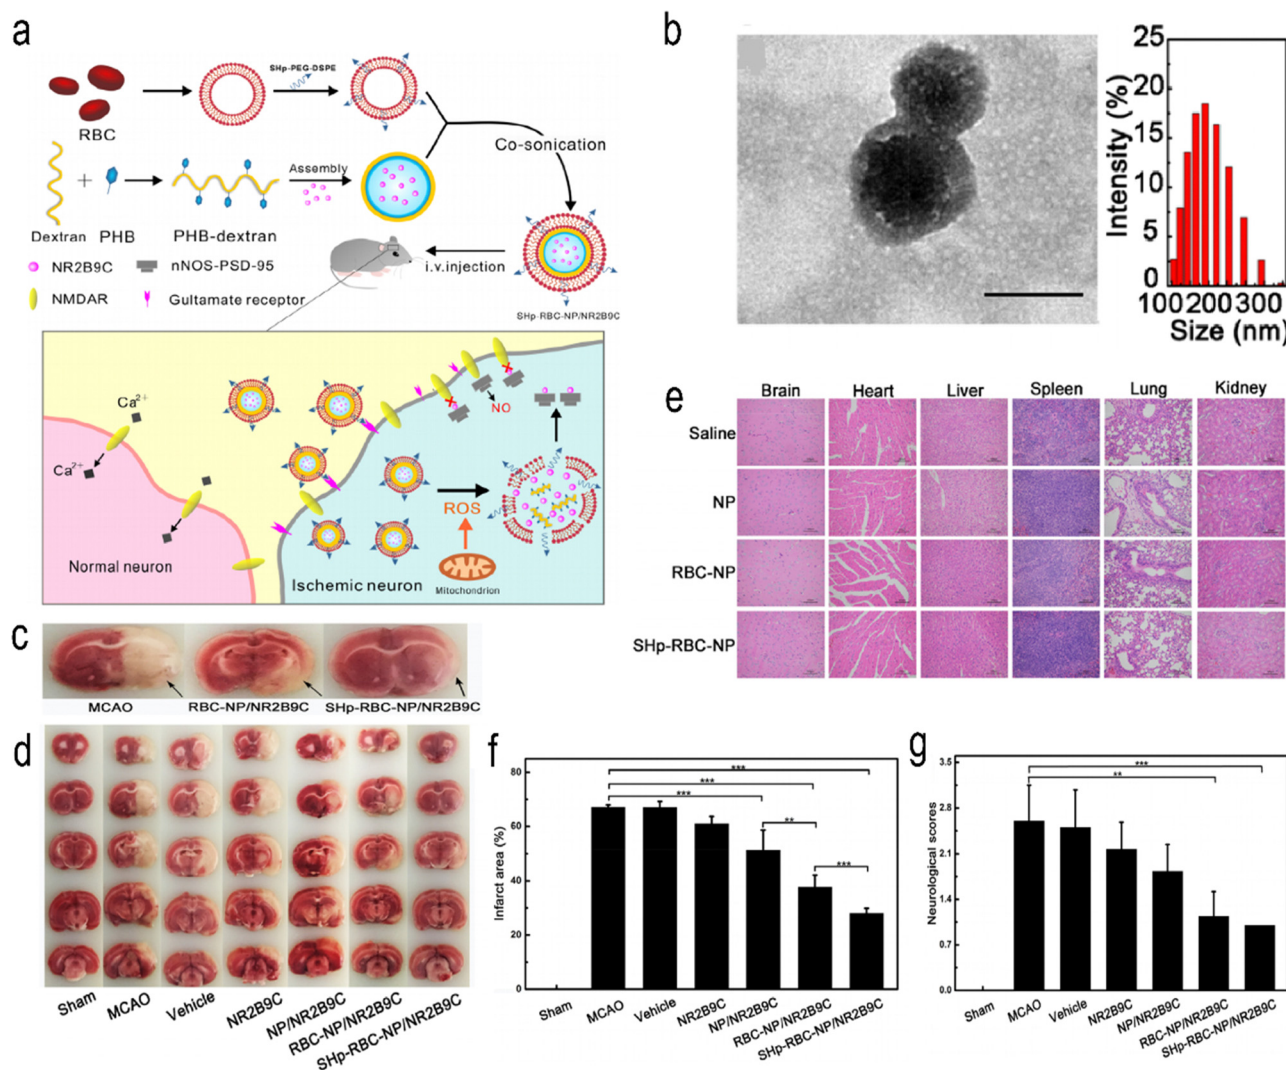 a
SHp-PEG-DSPE
RBC
Co-sonication
Assembly
Dextran
PHB
PHB-dextran
NR2B9C
nNOS-PSD-95
NMDAR
Gultamate receptor
i.v.injection
SHp-RBC-NP/NR2B9C
Ca2+
Ca2+
NO
ROS
Normal neuron
Ischemic neuron
Mitochondrion
b
Intensity (%)
25
20
15
10
5
0
100 200 300
Size (nm)
c
MCAO
RBC-NP/NR2B9C
SHp-RBC-NP/NR2B9C
d
Sham
MCAO
Vehicle
NR2B9C
NP/NR2B9C
RBC-NP/NR2B9C
SHp-RBC-NP/NR2B9C
e
Brain Heart Liver Spleen Lung Kidney
Saline
NP
RBC-NP
SHp-RBC-NP
f
Infarct area (%)
80
60
40
20
0
***
***
***
**
***
Sham
MCAO
Vehicle
NR2B9C
NP/NR2B9C
RBC-NP/NR2B9C
SHp-RBC-NP/NR2B9C
g
Neurological scores
3.5
2.8
2.1
1.4
0.7
0.0
***
**
Sham
MCAO
Vehicle
NR2B9C
NP/NR2B9C
RBC-NP/NR2B9C
SHp-RBC-NP/NR2B9C